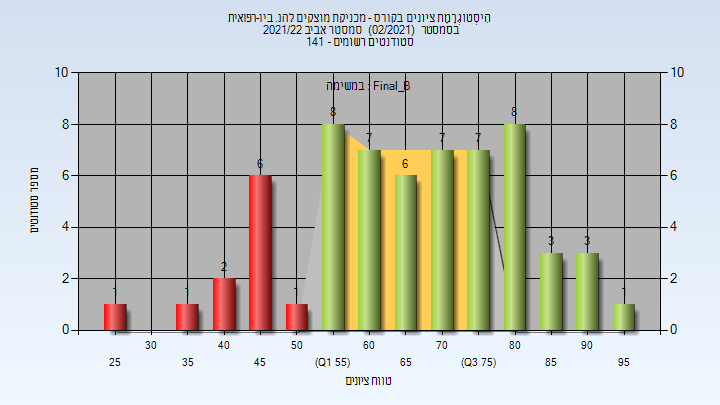 הִיסְטוֹגְרָמַת ציונים בקורס - מכניקת מוצקים להנ. ביו-רפואית
בסמסטר (02/2021) סמסטר אביב 2021/22
סטודנטים רשומים - 141
במשימה : Final_B
מספר סטודנטים
10 10
8 8
6 6
4 4
2 2
0 0
1 1 2 6 1 8 7 6 7 7 8 3 3 1
30 40 50 60 70 80 90
25 35 45 (Q1 55) 65 (Q3 75) 85 95
טווח ציונים